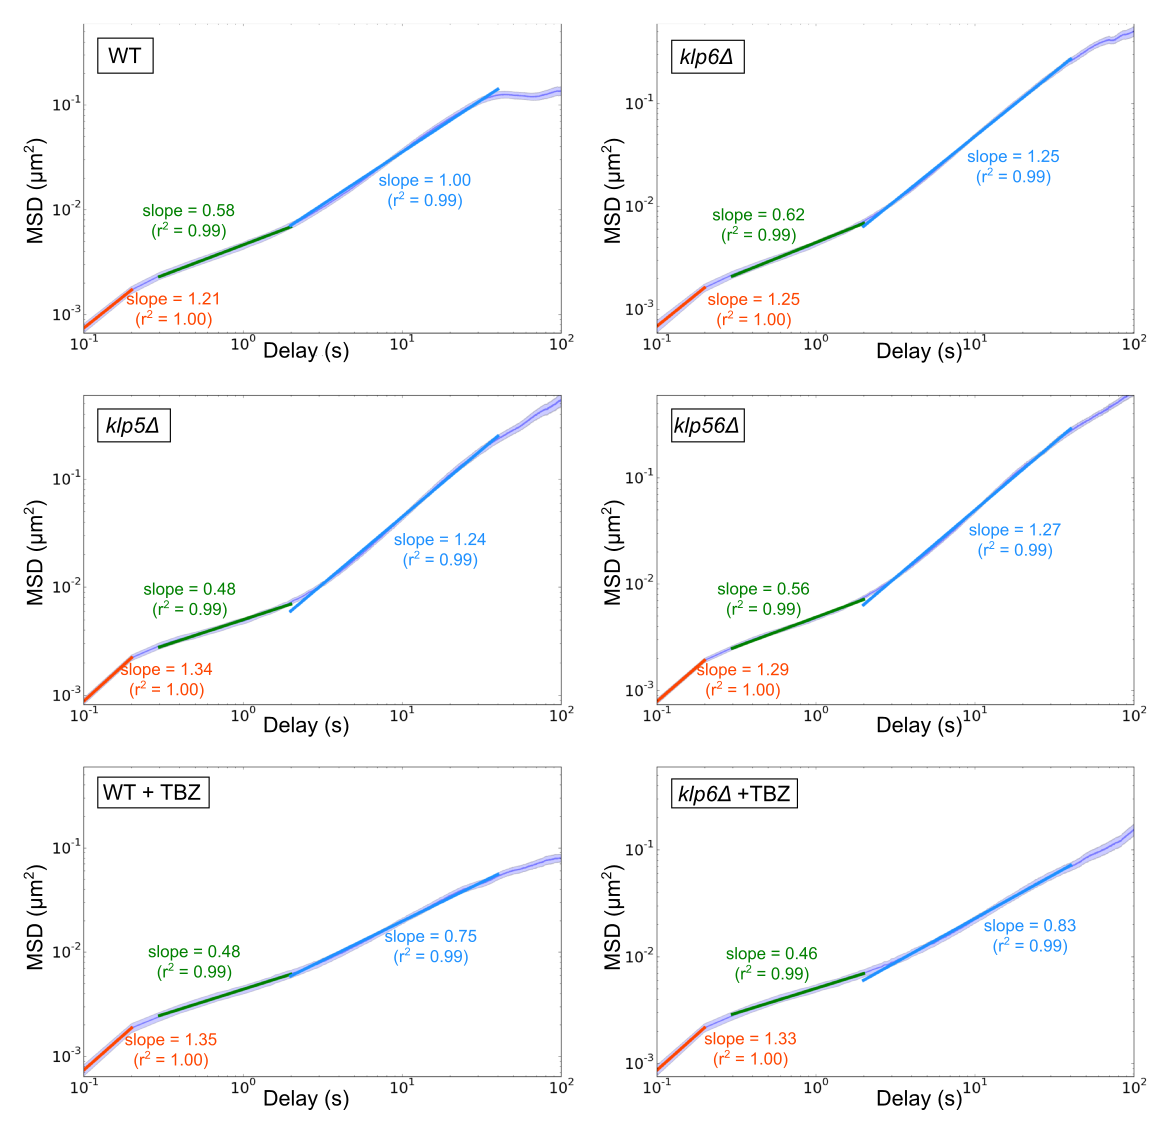 WT
MSD (μm²)
10⁻¹
10⁻²
10⁻³
slope = 0.58
(r² = 0.99)
slope = 1.00
(r² = 0.99)
slope = 1.21
(r² = 1.00)
10⁻¹ 10⁰ 10¹ 10²
Delay (s)
klp6Δ
MSD (μm²)
10⁻¹
10⁻²
10⁻³
slope = 1.25
(r² = 0.99)
slope = 0.62
(r² = 0.99)
slope = 1.25
(r² = 1.00)
10⁻¹ 10⁰ 10¹ 10²
Delay (s)
klp5Δ
MSD (μm²)
10⁻¹
10⁻²
10⁻³
slope = 1.24
(r² = 0.99)
slope = 0.48
(r² = 0.99)
slope = 1.34
(r² = 1.00)
10⁻¹ 10⁰ 10¹ 10²
Delay (s)
klp56Δ
MSD (μm²)
10⁻¹
10⁻²
10⁻³
slope = 1.27
(r² = 0.99)
slope = 0.56
(r² = 0.99)
slope = 1.29
(r² = 1.00)
10⁻¹ 10⁰ 10¹ 10²
Delay (s)
WT + TBZ
MSD (μm²)
10⁻¹
10⁻²
10⁻³
slope = 0.75
(r² = 0.99)
slope = 0.48
(r² = 0.99)
slope = 1.35
(r² = 1.00)
10⁻¹ 10⁰ 10¹ 10²
Delay (s)
klp6Δ +TBZ
MSD (μm²)
10⁻¹
10⁻²
10⁻³
slope = 0.83
(r² = 0.99)
slope = 0.46
(r² = 0.99)
slope = 1.33
(r² = 1.00)
10⁻¹ 10⁰ 10¹ 10²
Delay (s)